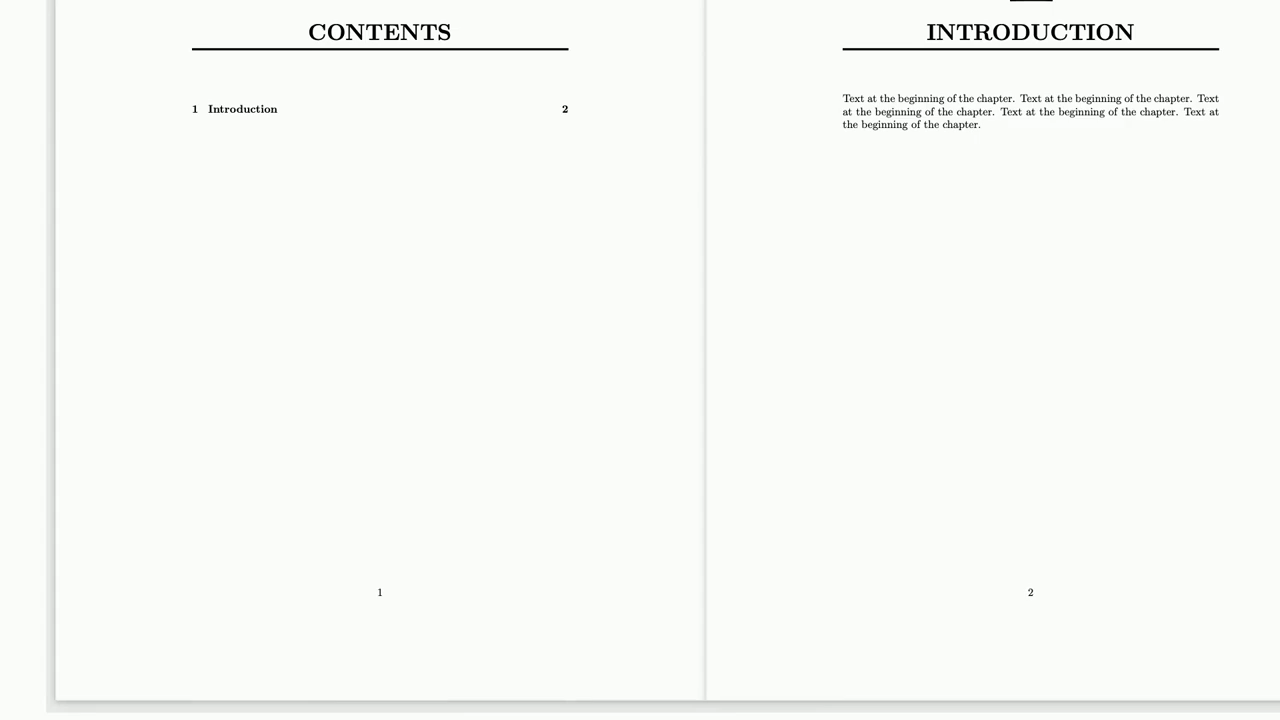 CONTENTS
1 Introduction 2
1
INTRODUCTION
Text at the beginning of the chapter. Text at the beginning of the chapter. Text
at the beginning of the chapter. Text at the beginning of the chapter. Text at
the beginning of the chapter.
2